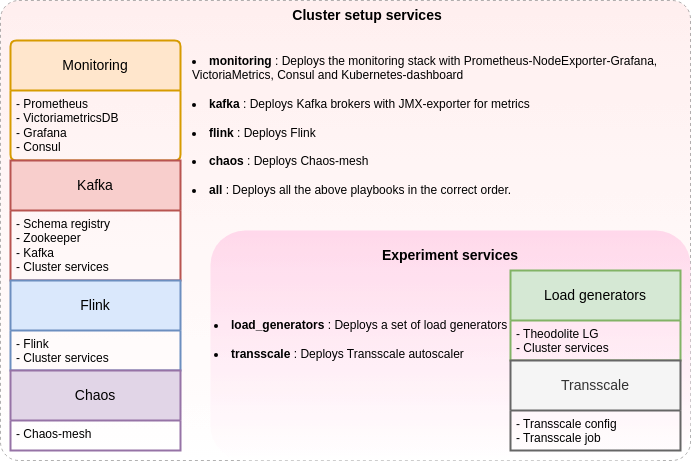 Cluster setup services
Monitoring
- Prometheus
- VictoriametricsDB
- Grafana
- Consul
Kafka
- Schema registry
- Zookeeper
- Kafka
- Cluster services
Flink
- Flink
- Cluster services
Chaos
- Chaos-mesh
• monitoring : Deploys the monitoring stack with Prometheus-NodeExporter-Grafana,
VictoriaMetrics, Consul and Kubernetes-dashboard
• kafka : Deploys Kafka brokers with JMX-exporter for metrics
• flink : Deploys Flink
• chaos : Deploys Chaos-mesh
• all : Deploys all the above playbooks in the correct order.
Experiment services
• load_generators : Deploys a set of load generators
• transscale : Deploys Transscale autoscaler
Load generators
- Theodolite LG
- Cluster services
Transscale
- Transscale config
- Transscale job